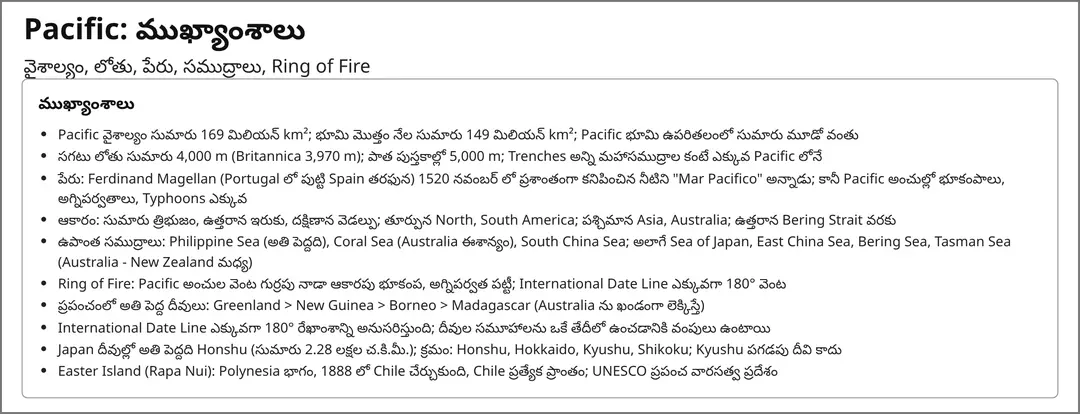 Pacific: ముఖ్యాంశాలు
వైశాల్యం, లోతు, పేరు, సముద్రాలు, Ring of Fire
ముఖ్యాంశాలు
• Pacific వైశాల్యం సుమారు 169 మిలియన్ km²; భూమి మొత్తం నేల సుమారు 149 మిలియన్ km²; Pacific భూమి ఉపరితలంలో సుమారు మూడో వంతు
• సగటు లోతు సుమారు 4,000 m (Britannica 3,970 m); పాత పుస్తకాల్లో 5,000 m; Trenches అన్ని మహాసముద్రాల కంటే ఎక్కువ Pacific లోనే
• పేరు: Ferdinand Magellan (Portugal లో పుట్టి Spain తరఫున) 1520 నవంబర్ లో ప్రశాంతంగా కనిపించిన నీటిని "Mar Pacifico" అన్నాడు; కానీ Pacific అంచుల్లో భూకంపాలు,
అగ్నిపర్వతాలు, Typhoons ఎక్కువ
• ఆకారం: సుమారు త్రిభుజం, ఉత్తరాన ఇరుకు, దక్షిణాన వెడల్పు; తూర్పున North, South America; పశ్చిమాన Asia, Australia; ఉత్తరాన Bering Strait వరకు
• ఉపాంత సముద్రాలు: Philippine Sea (అతి పెద్దది), Coral Sea (Australia ఈశాన్యం), South China Sea; అలాగే Sea of Japan, East China Sea, Bering Sea, Tasman Sea
(Australia - New Zealand మధ్య)
• Ring of Fire: Pacific అంచుల వెంట గుర్రపు నాడా ఆకారపు భూకంప, అగ్నిపర్వత పట్టీ; International Date Line ఎక్కువగా 180° వెంట
• ప్రపంచంలో అతి పెద్ద దీవులు: Greenland > New Guinea > Borneo > Madagascar (Australia ను ఖండంగా లెక్కిస్తే)
• International Date Line ఎక్కువగా 180° రేఖాంశాన్ని అనుసరిస్తుంది; దీవుల సమూహాలను ఒకే తేదీలో ఉంచడానికి వంపులు ఉంటాయి
• Japan దీవుల్లో అతి పెద్దది Honshu (సుమారు 2.28 లక్షల చ.కి.మీ.); క్రమం: Honshu, Hokkaido, Kyushu, Shikoku; Kyushu పగడపు దీవి కాదు
• Easter Island (Rapa Nui): Polynesia భాగం, 1888 లో Chile చేర్చుకుంది, Chile ప్రత్యేక ప్రాంతం; UNESCO ప్రపంచ వారసత్వ ప్రదేశం